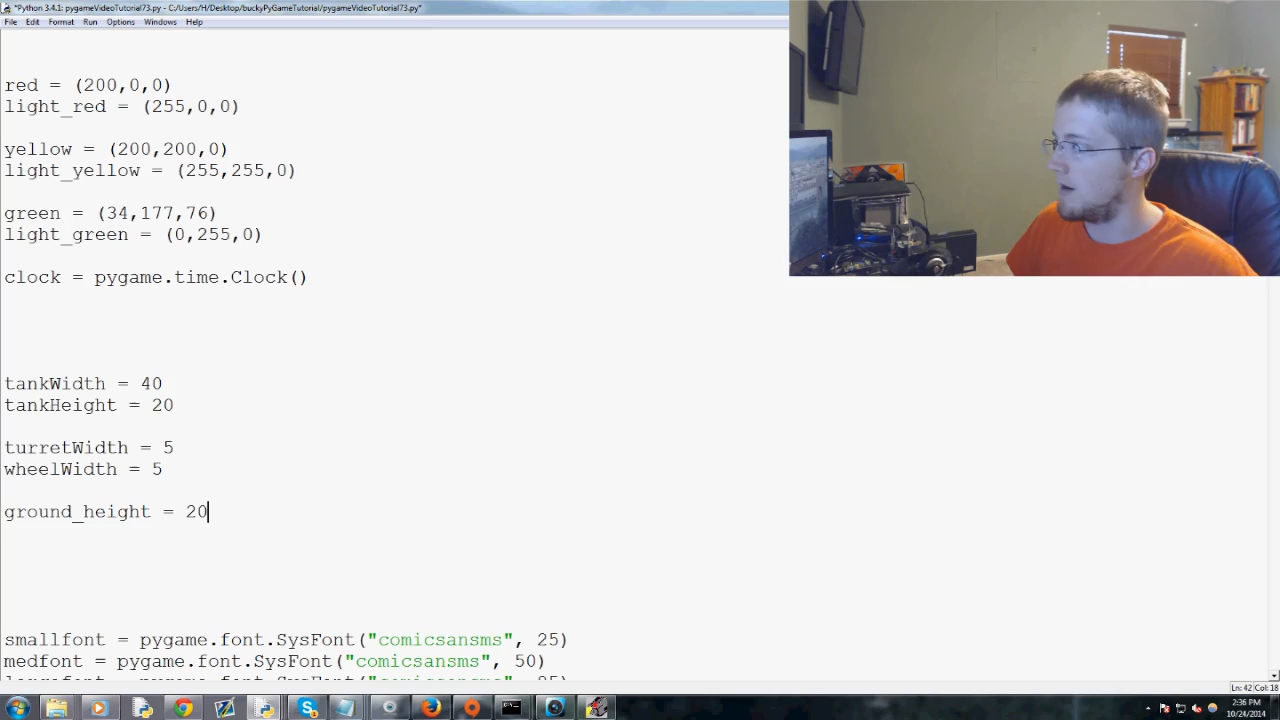 *Python 3.4.1: pygameVideoTutorial73.py - C:/Users/H/Desktop/buckyPyGameTutorial/pygameVideoTutorial73.py*
File Edit Format Run Options Windows Help
red = (200,0,0)
light_red = (255,0,0)
yellow = (200,200,0)
light_yellow = (255,255,0)
green = (34,177,76)
light_green = (0,255,0)
clock = pygame.time.Clock()
tankWidth = 40
tankHeight = 20
turretWidth = 5
wheelWidth = 5
ground_height = 20
smallfont = pygame.font.SysFont("comicsansms", 25)
medfont = pygame.font.SysFont("comicsansms", 50)
Ln: 42 Col: 18
2:36 PM
10/24/2014